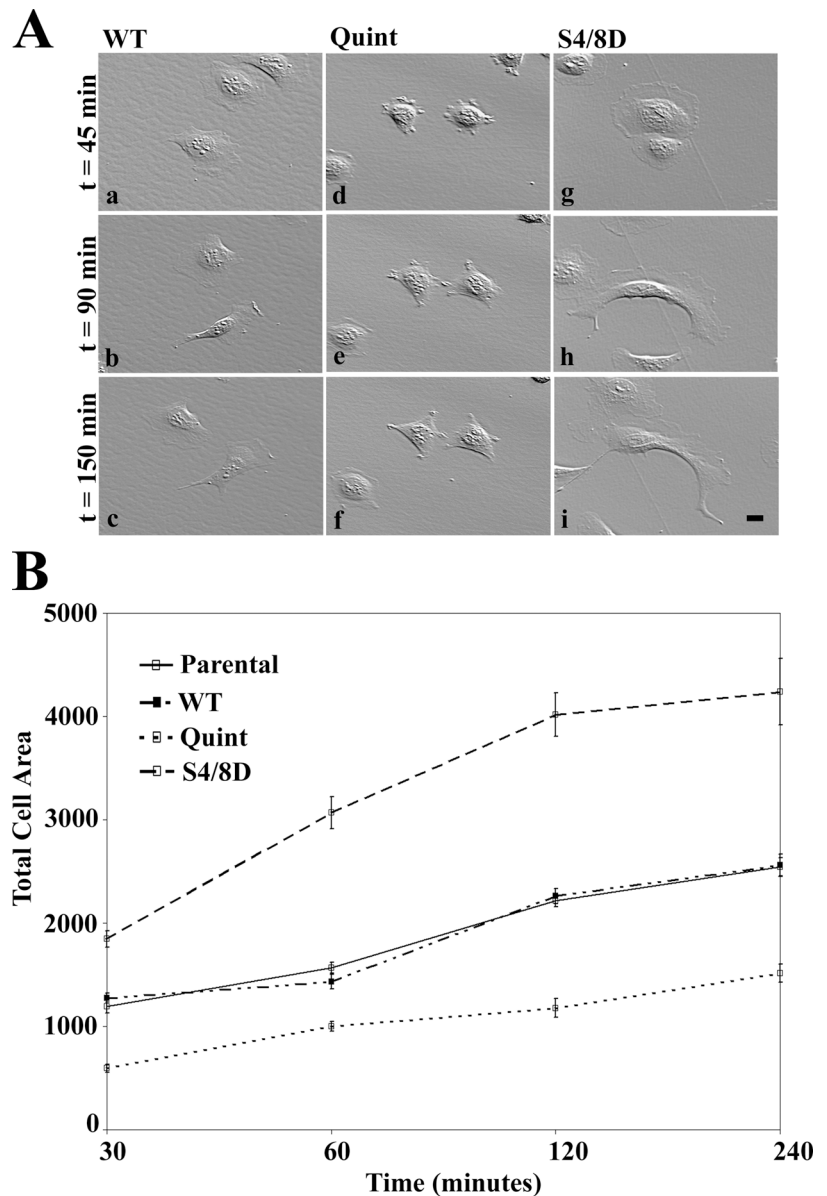 A
WT Quint S4/8D
t = 45 min
a d g
t = 90 min
b e h
t = 150 min
c f i
B
5000
4000
3000
2000
1000
0
Total Cell Area
Parental
WT
Quint
S4/8D
30 60 120 240
Time (minutes)